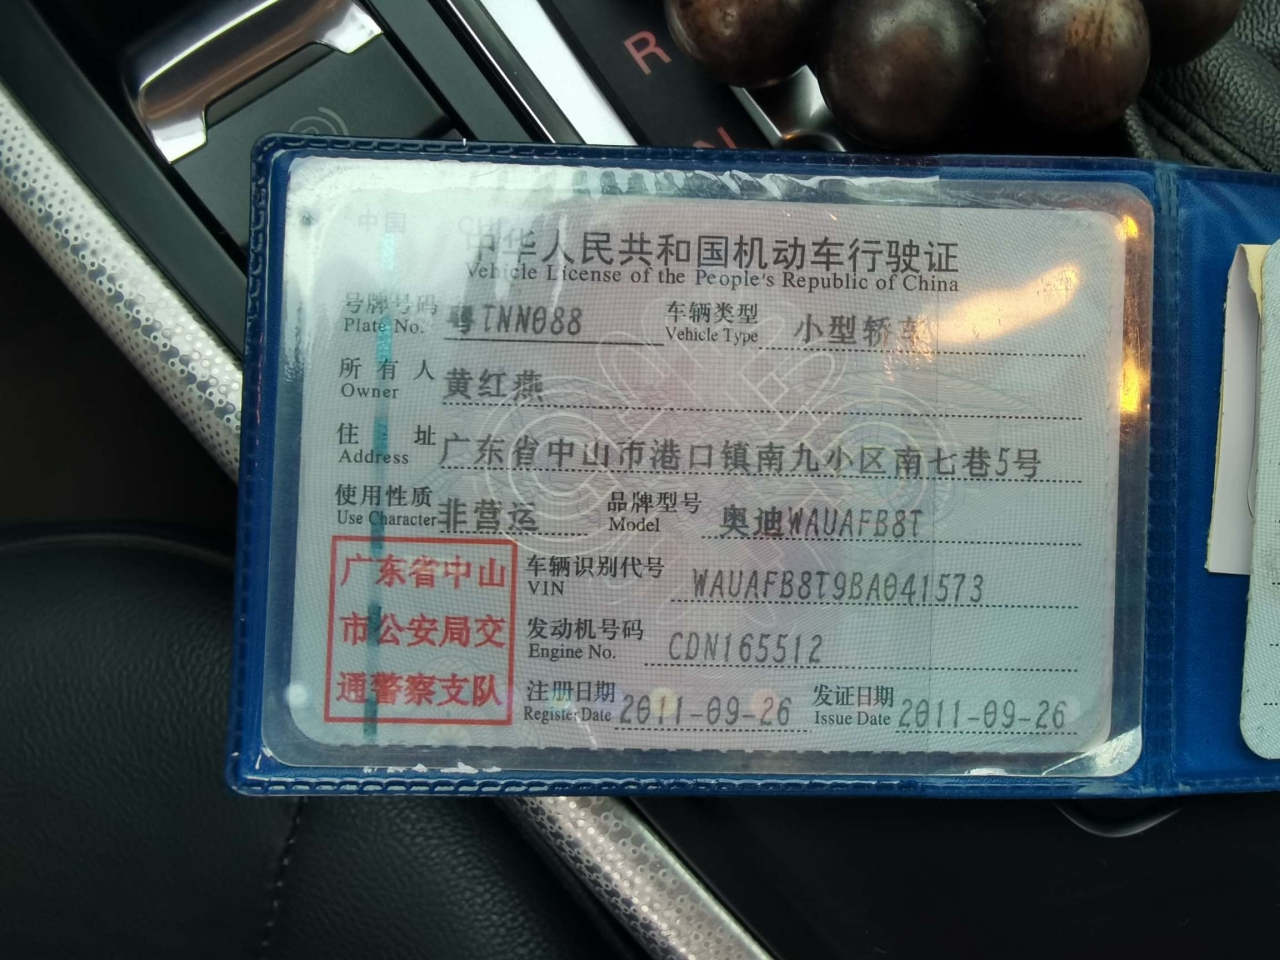 R
N
中国 CHI
中华人民共和国机动车行驶证
Vehicle License of the People's Republic of China
号牌号码 粤TNN088 车辆类型 小型轿车
Plate No. Vehicle Type
所有人 黄红燕
Owner
住址 广东省中山市港口镇南九小区南七巷5号
Address
使用性质 非营运 品牌型号 奥迪WAUAFB8T
Use Character Model
广东省中山
市公安局交
通警察支队
车辆识别代号 WAUAFB8T9BA041573
VIN
发动机号码 CDN165512
Engine No.
注册日期 2011-09-26 发证日期 2011-09-26
Register Date Issue Date